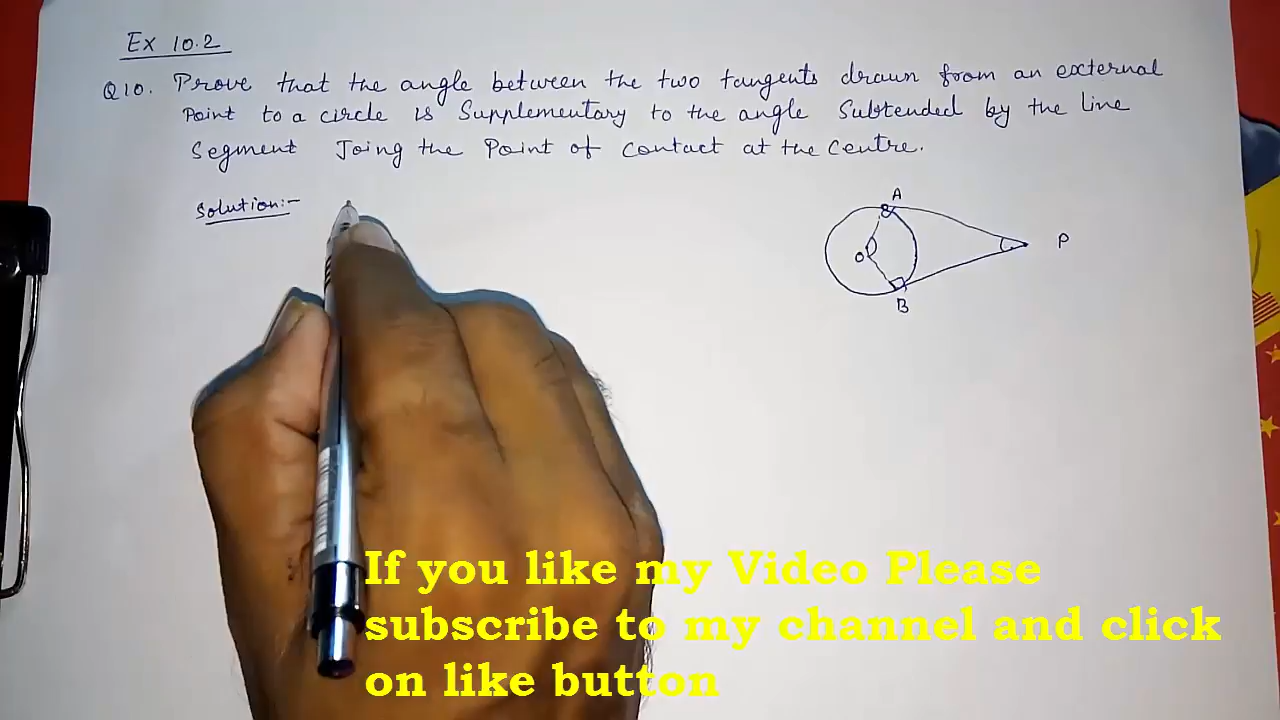 Ex 10.2
Q10. Prove that the angle between the two tangents drawn from an external
Point to a circle is Supplementary to the angle Subtended by the line
Segment Joing the Point of contact at the centre.
Solution:-
A
O
P
B
If you like my Video Please
subscribe to my channel and click
on like button